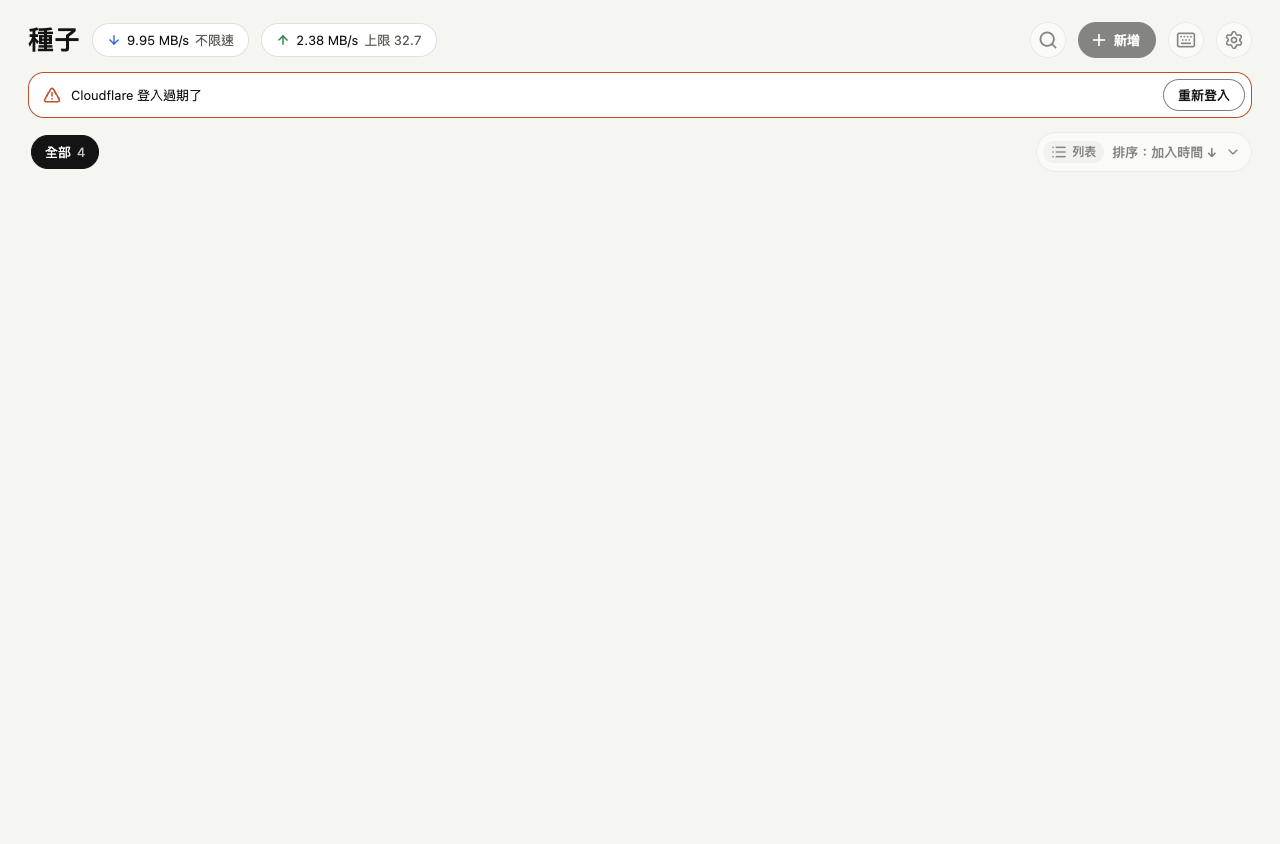 種子 9.95 MB/s 不限速 2.38 MB/s 上限 32.7 新增
Cloudflare 登入過期了 重新登入
全部 4 列表 排序：加入時間